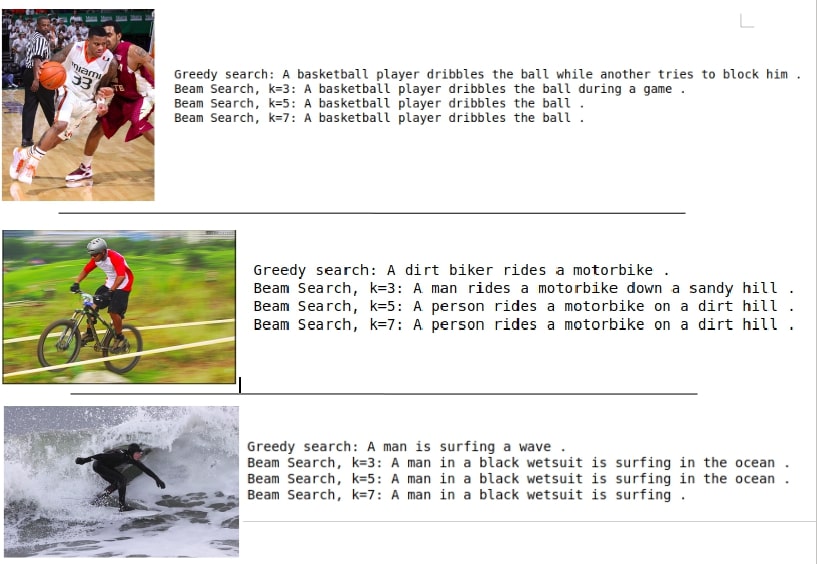 Greedy search: A basketball player dribbles the ball while another tries to block him .
Beam Search, k=3: A basketball player dribbles the ball during a game .
Beam Search, k=5: A basketball player dribbles the ball .
Beam Search, k=7: A basketball player dribbles the ball .
MIAMI
33
Greedy search: A dirt biker rides a motorbike .
Beam Search, k=3: A man rides a motorbike down a sandy hill .
Beam Search, k=5: A person rides a motorbike on a dirt hill .
Beam Search, k=7: A person rides a motorbike on a dirt hill .
Greedy search: A man is surfing a wave .
Beam Search, k=3: A man in a black wetsuit is surfing in the ocean .
Beam Search, k=5: A man in a black wetsuit is surfing in the ocean .
Beam Search, k=7: A man in a black wetsuit is surfing .